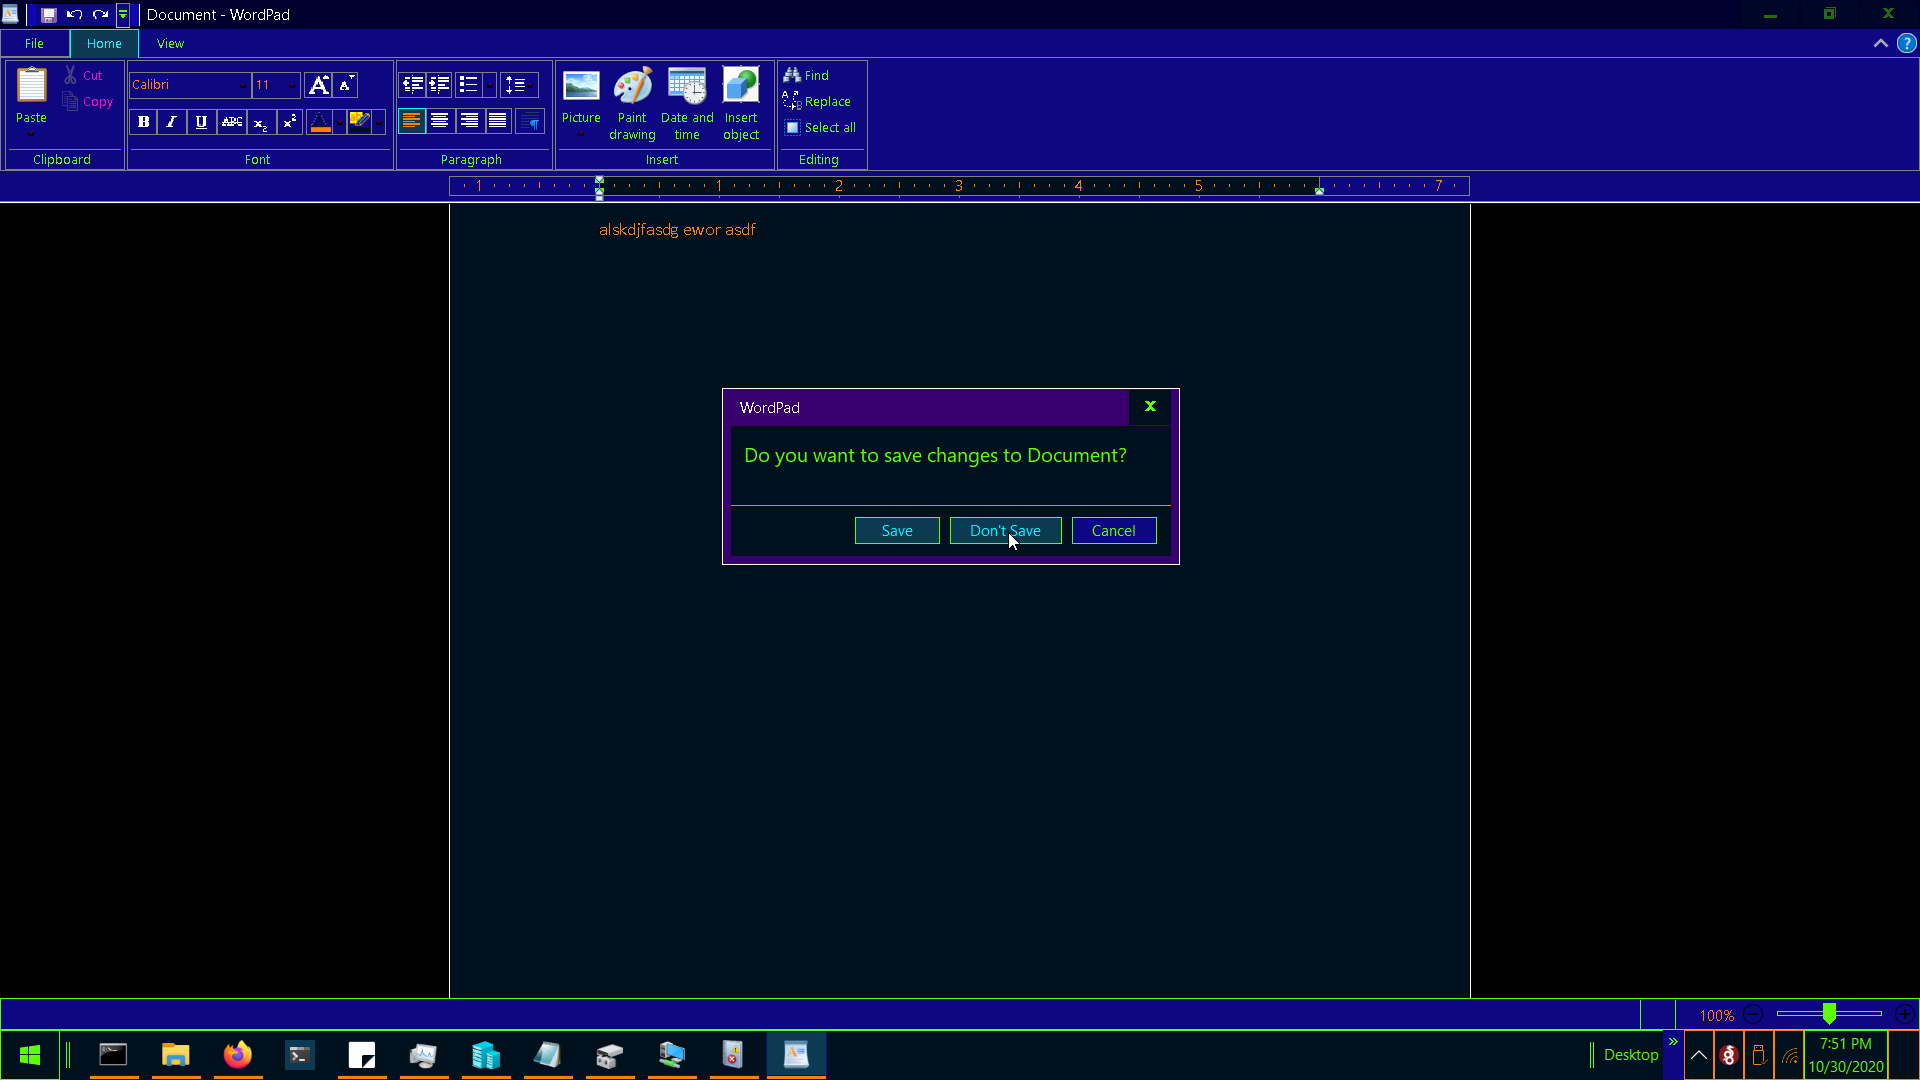 Document - WordPad
File Home View
Paste
Cut
Copy
Clipboard
Calibri 11
B I U abc X2 X2
Font
Paragraph
Picture
Paint drawing
Date and time
Insert object
Insert
Find
Replace
Select all
Editing
1 1 2 3 4 5 7
alskdjfasdg ewor asdf
WordPad X
Do you want to save changes to Document?
Save Don't Save Cancel
100%
Desktop
7:51 PM
10/30/2020